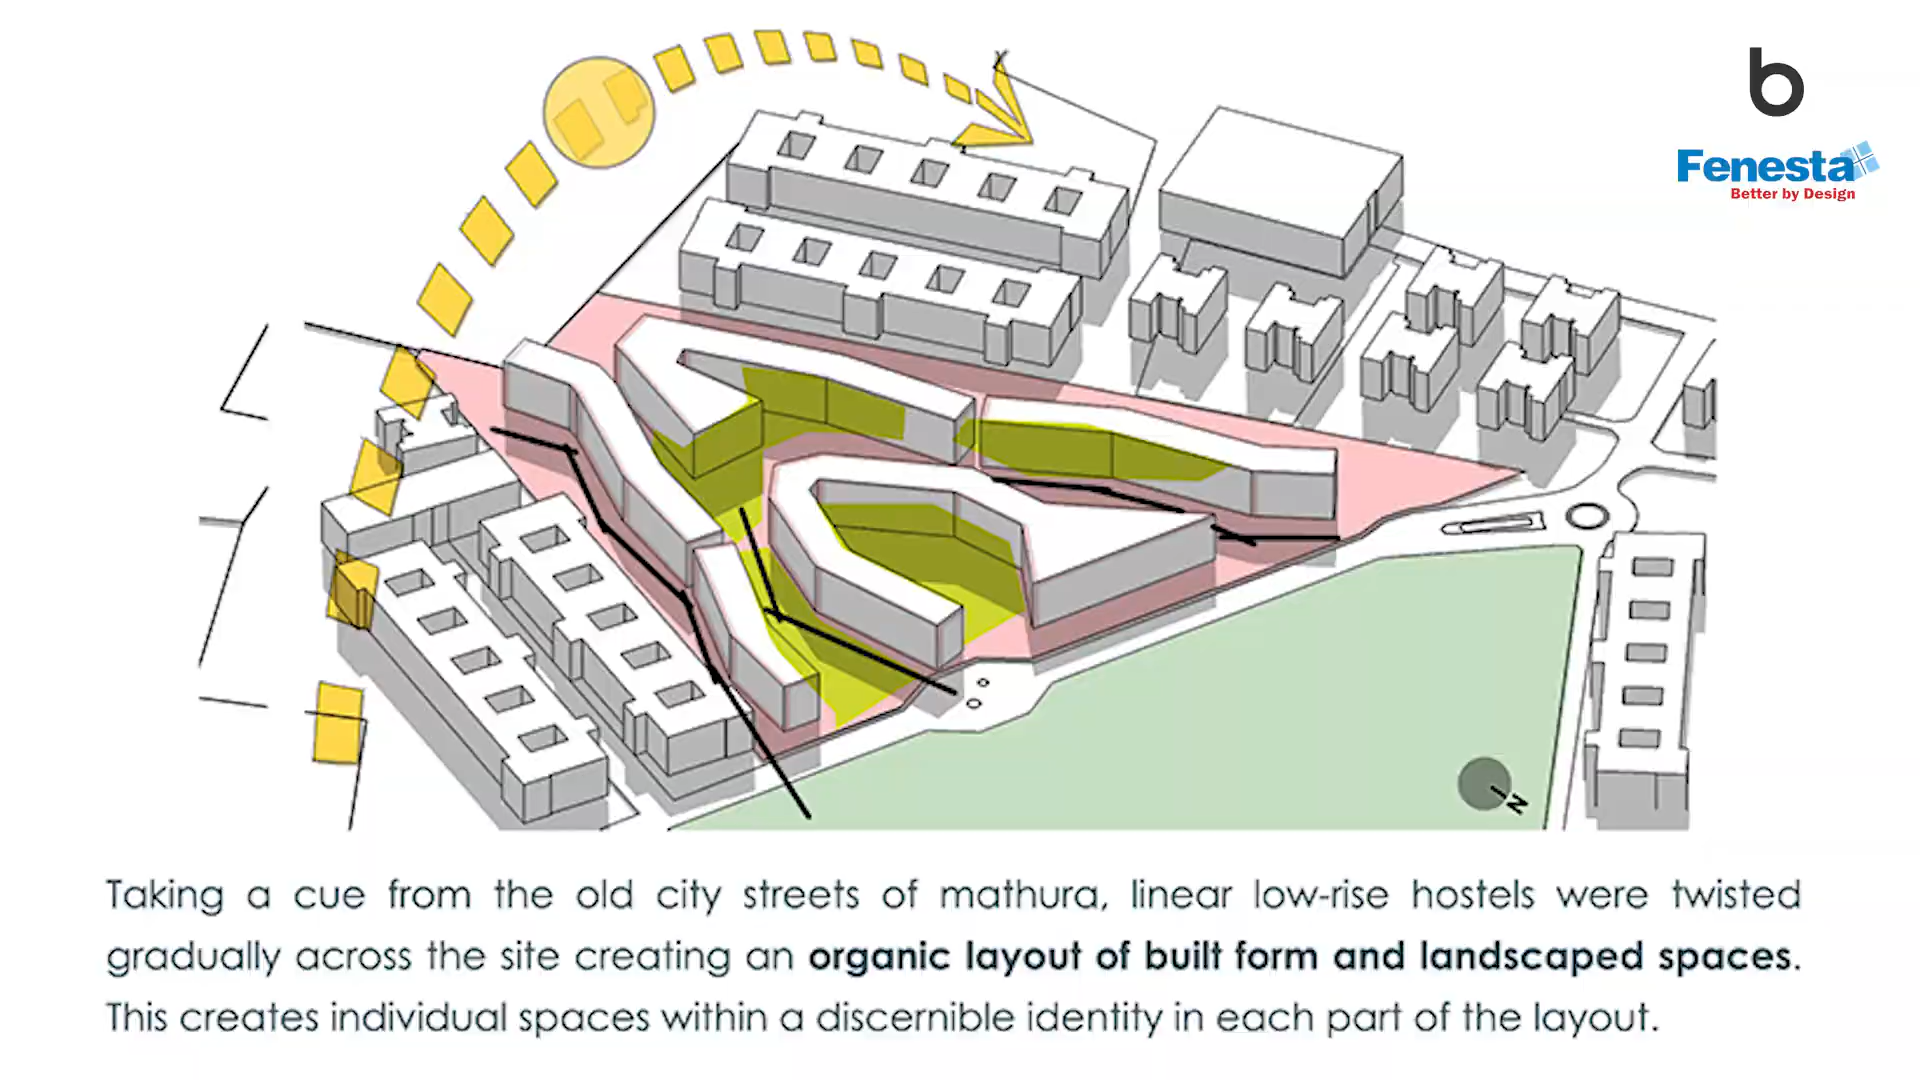 b
Fenesta
Better by Design
N
Taking a cue from the old city streets of mathura, linear low-rise hostels were twisted
gradually across the site creating an organic layout of built form and landscaped spaces.
This creates individual spaces within a discernible identity in each part of the layout.